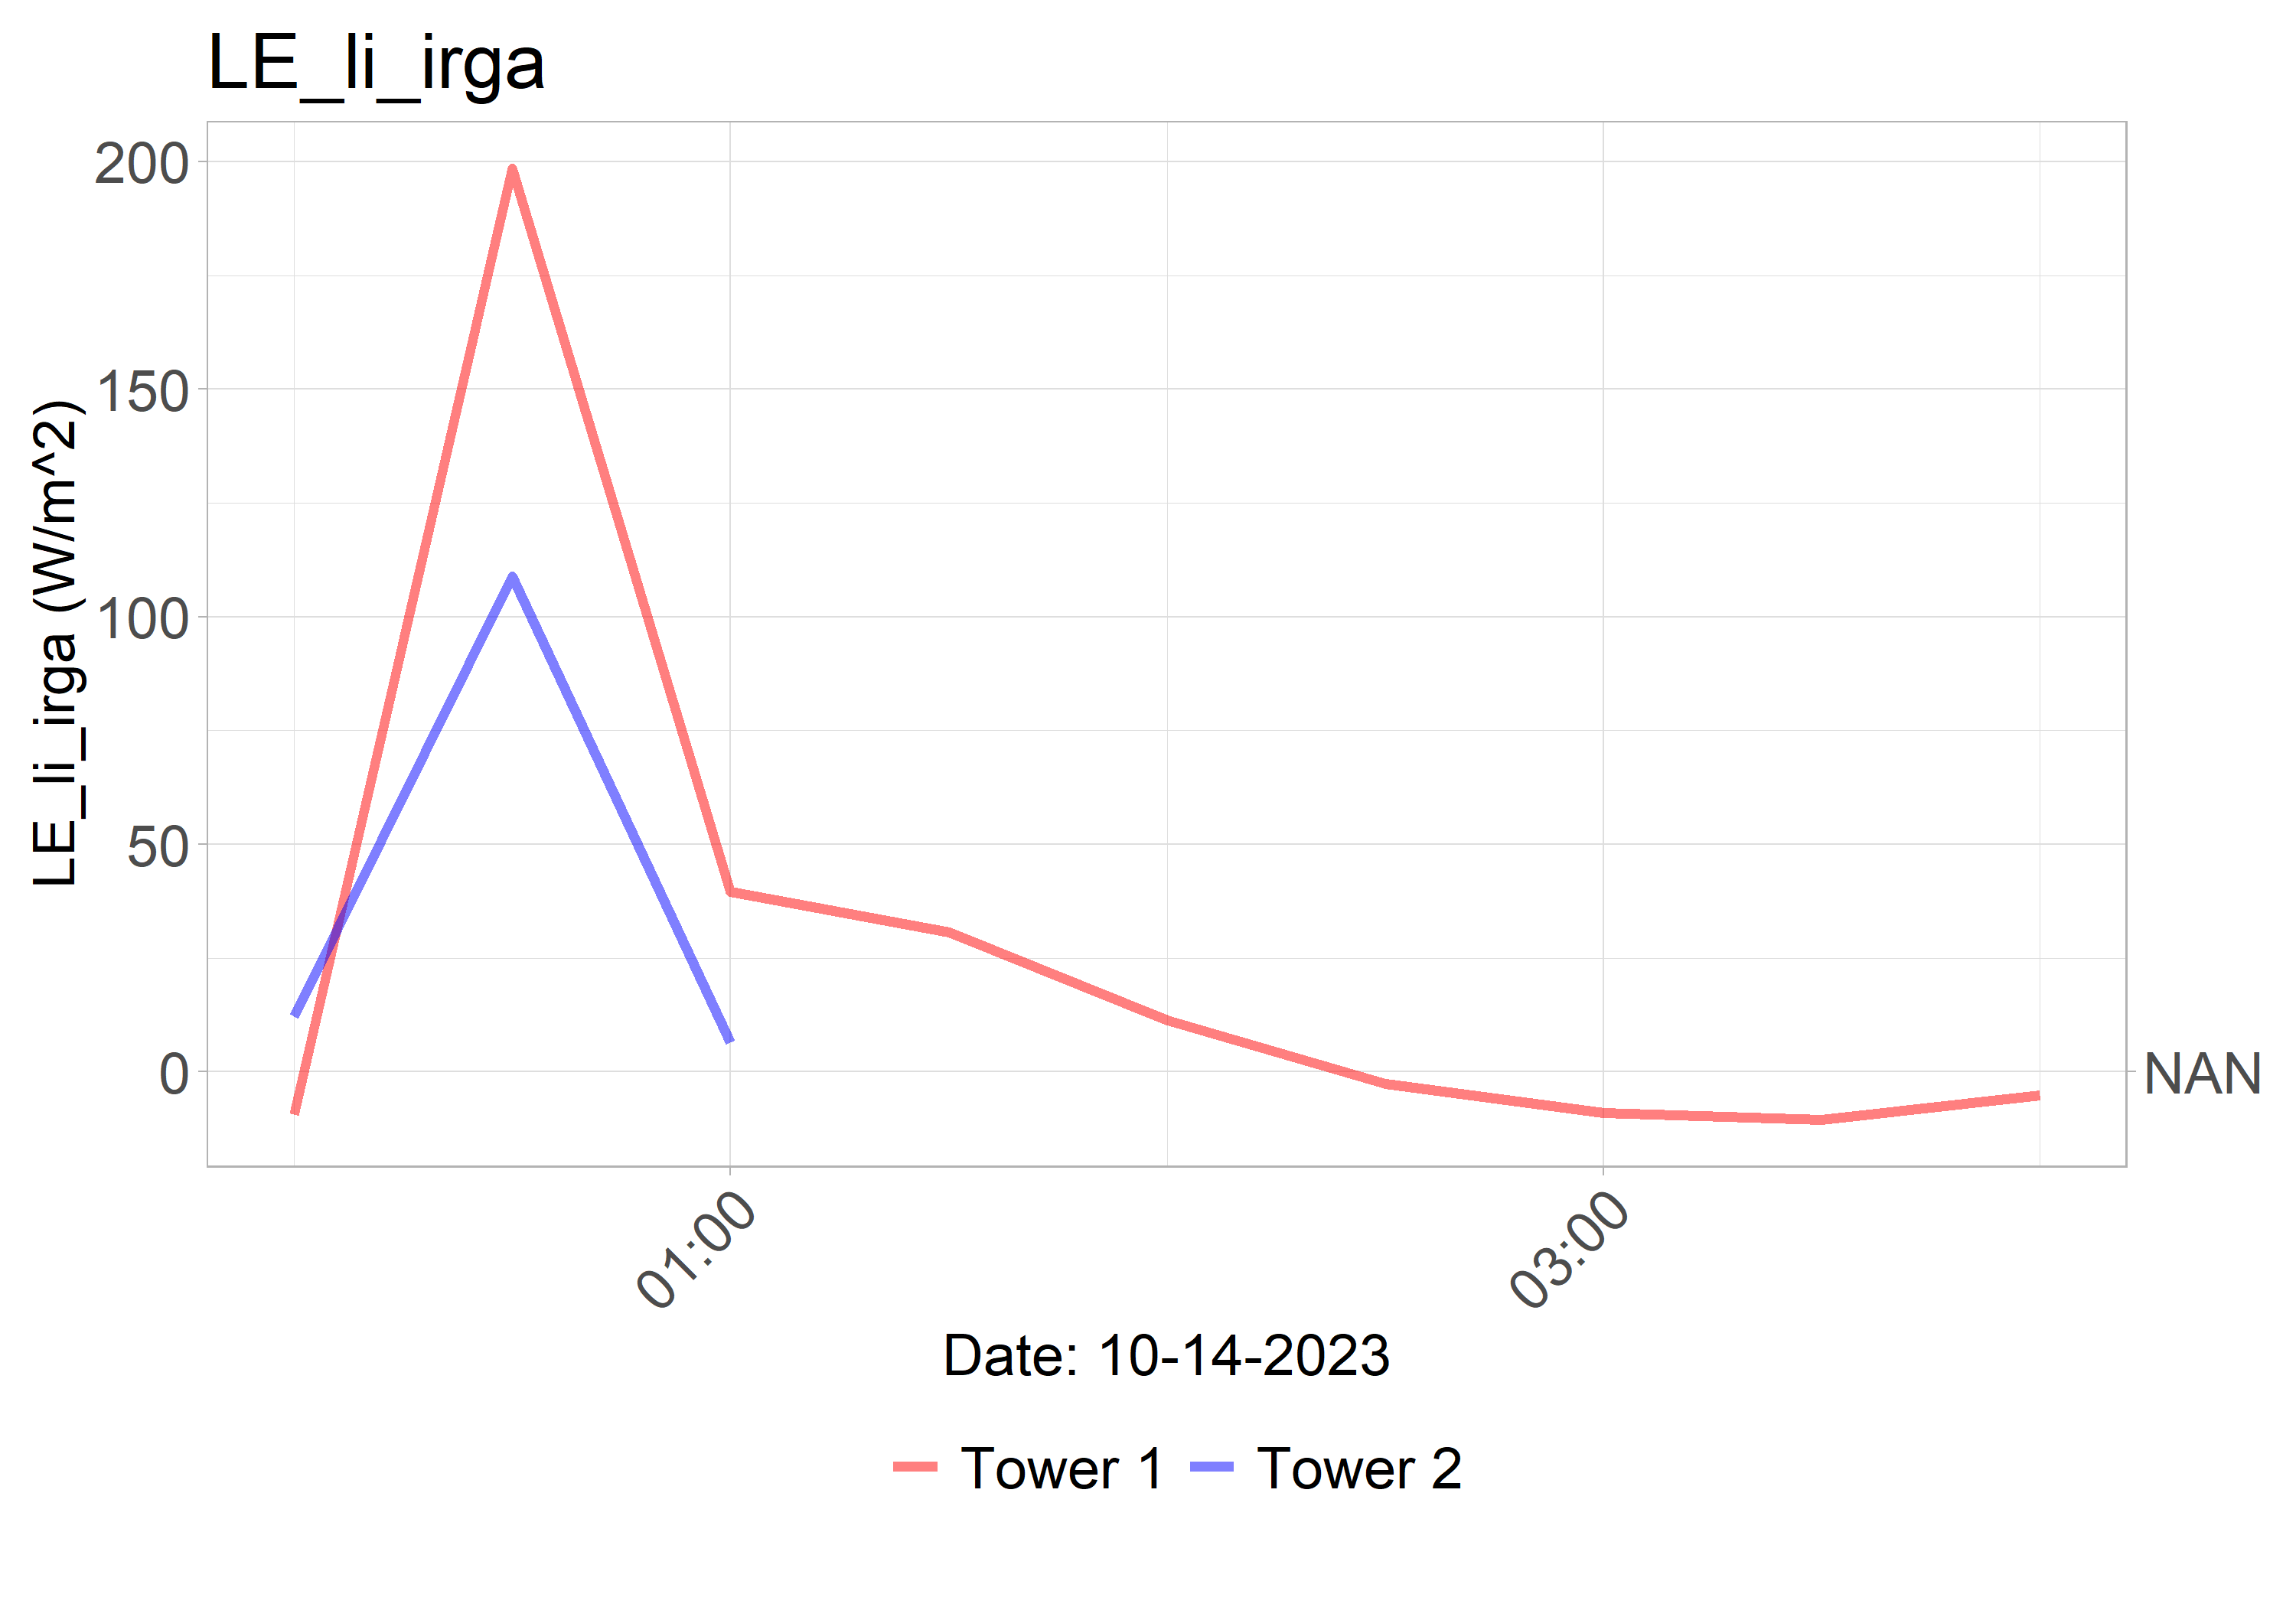 LE_li_irga
LE_li_irga (W/m^2)
200
150
100
50
0
NAN
01:00
03:00
Date: 10-14-2023
Tower 1
Tower 2